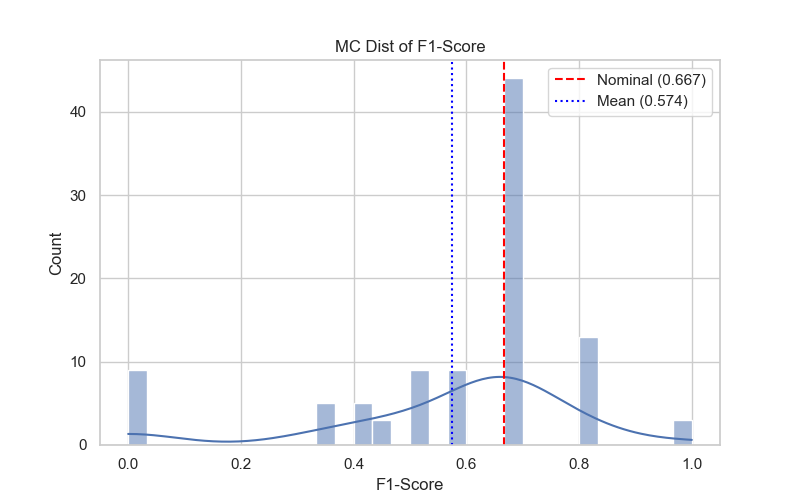 MC Dist of F1-Score
Nominal (0.667)
Mean (0.574)
Count
40
30
20
10
0
0.0 0.2 0.4 0.6 0.8 1.0
F1-Score